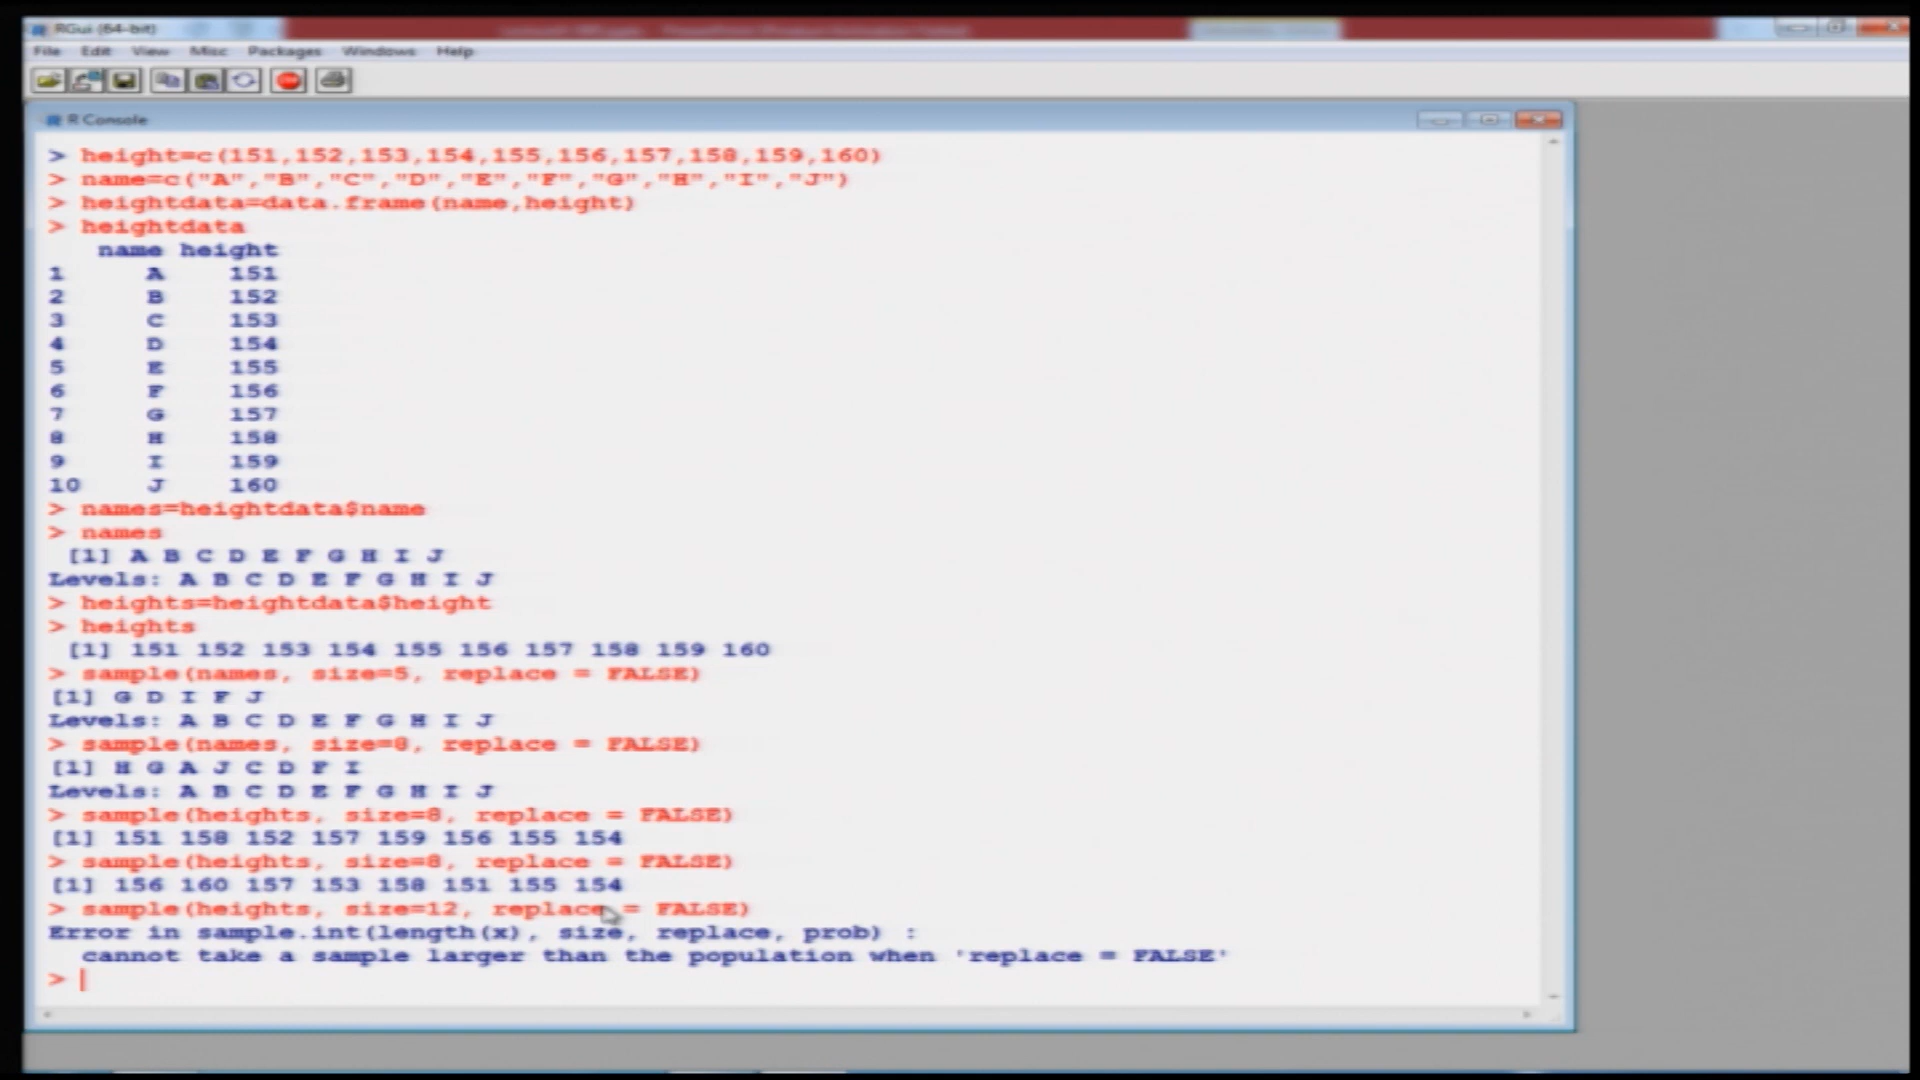 RGui (64-bit)
File Edit View Misc Packages Windows Help
R Console
> height=c(151,152,153,154,155,156,157,158,159,160)
> name=c("A","B","C","D","E","F","G","H","I","J")
> heightdata=data.frame(name,height)
> heightdata
name height
1 A 151
2 B 152
3 C 153
4 D 154
5 E 155
6 F 156
7 G 157
8 H 158
9 I 159
10 J 160
> names=heightdata$name
> names
[1] A B C D E F G H I J
Levels: A B C D E F G H I J
> heights=heightdata$height
> heights
[1] 151 152 153 154 155 156 157 158 159 160
> sample(names, size=5, replace = FALSE)
[1] G D I F J
Levels: A B C D E F G H I J
> sample(names, size=8, replace = FALSE)
[1] H G A J C D F I
Levels: A B C D E F G H I J
> sample(heights, size=8, replace = FALSE)
[1] 151 158 152 157 159 156 155 154
> sample(heights, size=8, replace = FALSE)
[1] 156 160 157 153 158 151 155 154
> sample(heights, size=12, replace = FALSE)
Error in sample.int(length(x), size, replace, prob) :
cannot take a sample larger than the population when 'replace = FALSE'
>